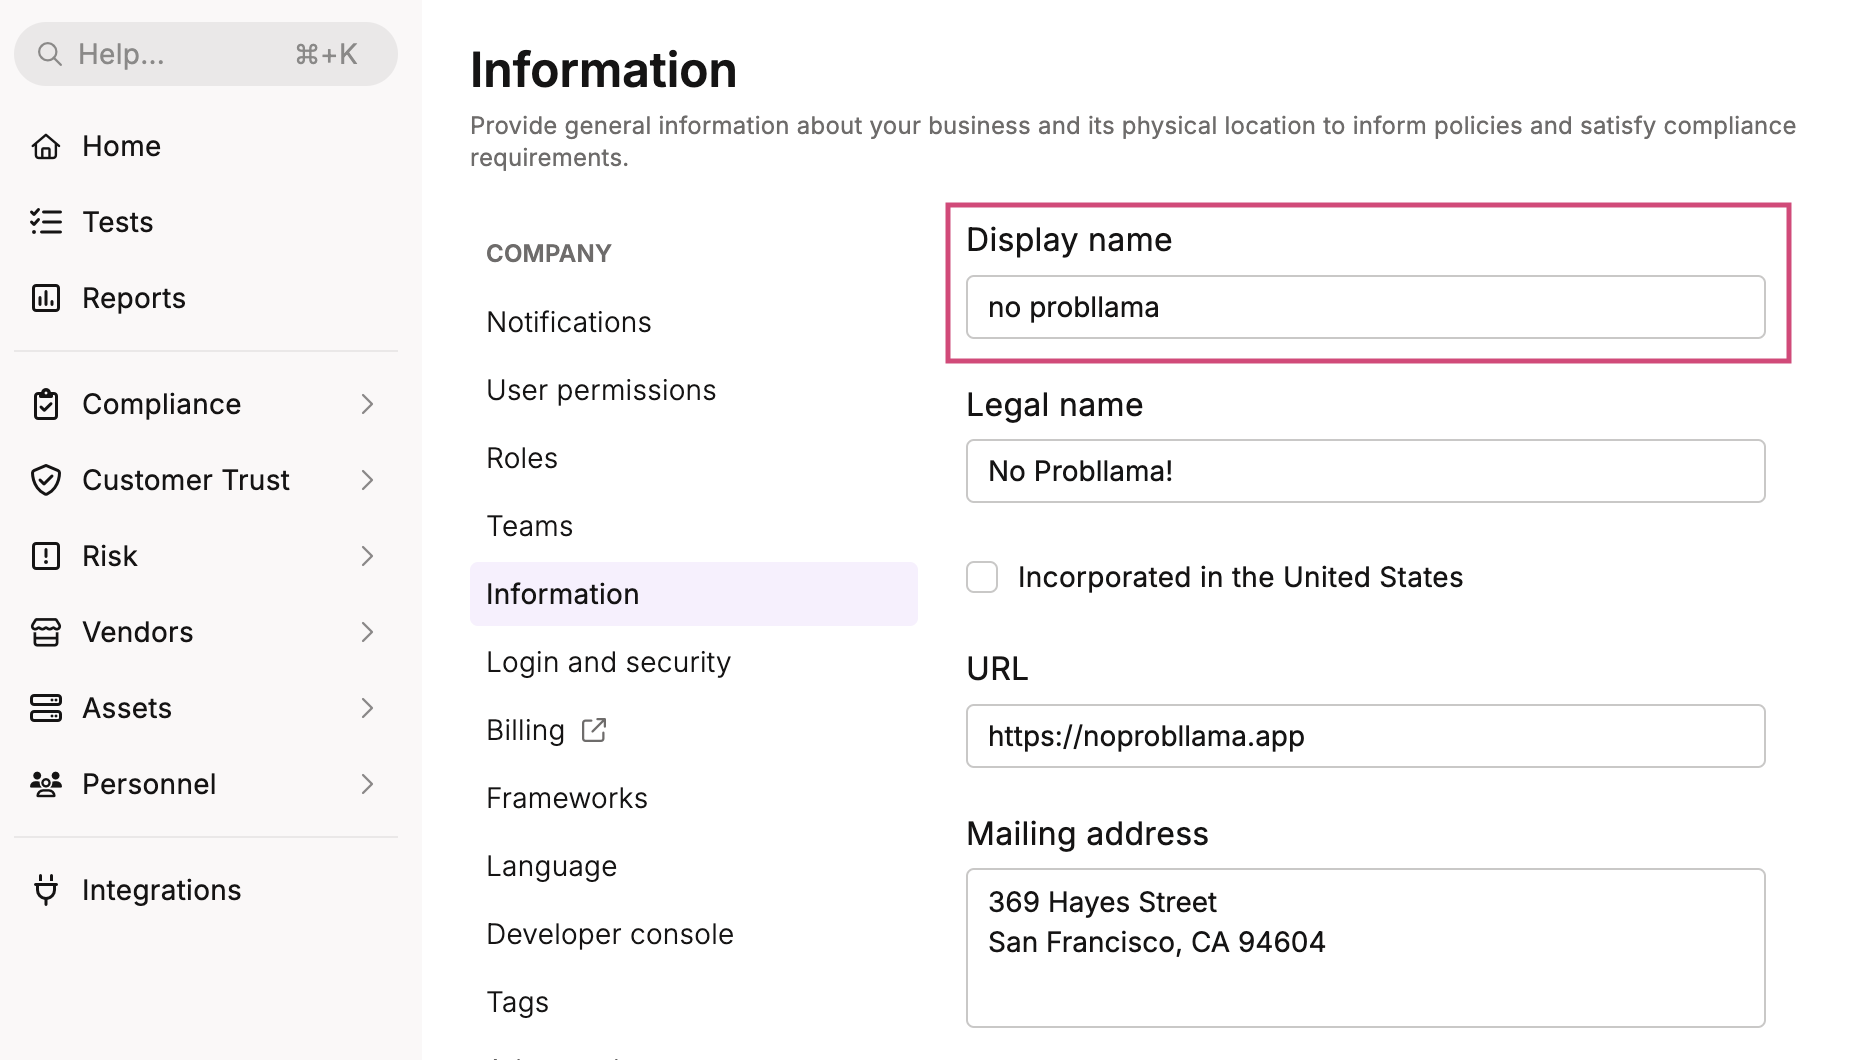 Help... ⌘+K
Home
Tests
Reports
Compliance
Customer Trust
Risk
Vendors
Assets
Personnel
Integrations
Information
Provide general information about your business and its physical location to inform policies and satisfy compliance
requirements.
COMPANY
Notifications
User permissions
Roles
Teams
Information
Login and security
Billing
Frameworks
Language
Developer console
Tags
Display name
no probllama
Legal name
No Probllama!
Incorporated in the United States
URL
https://noprobllama.app
Mailing address
369 Hayes Street
San Francisco, CA 94604